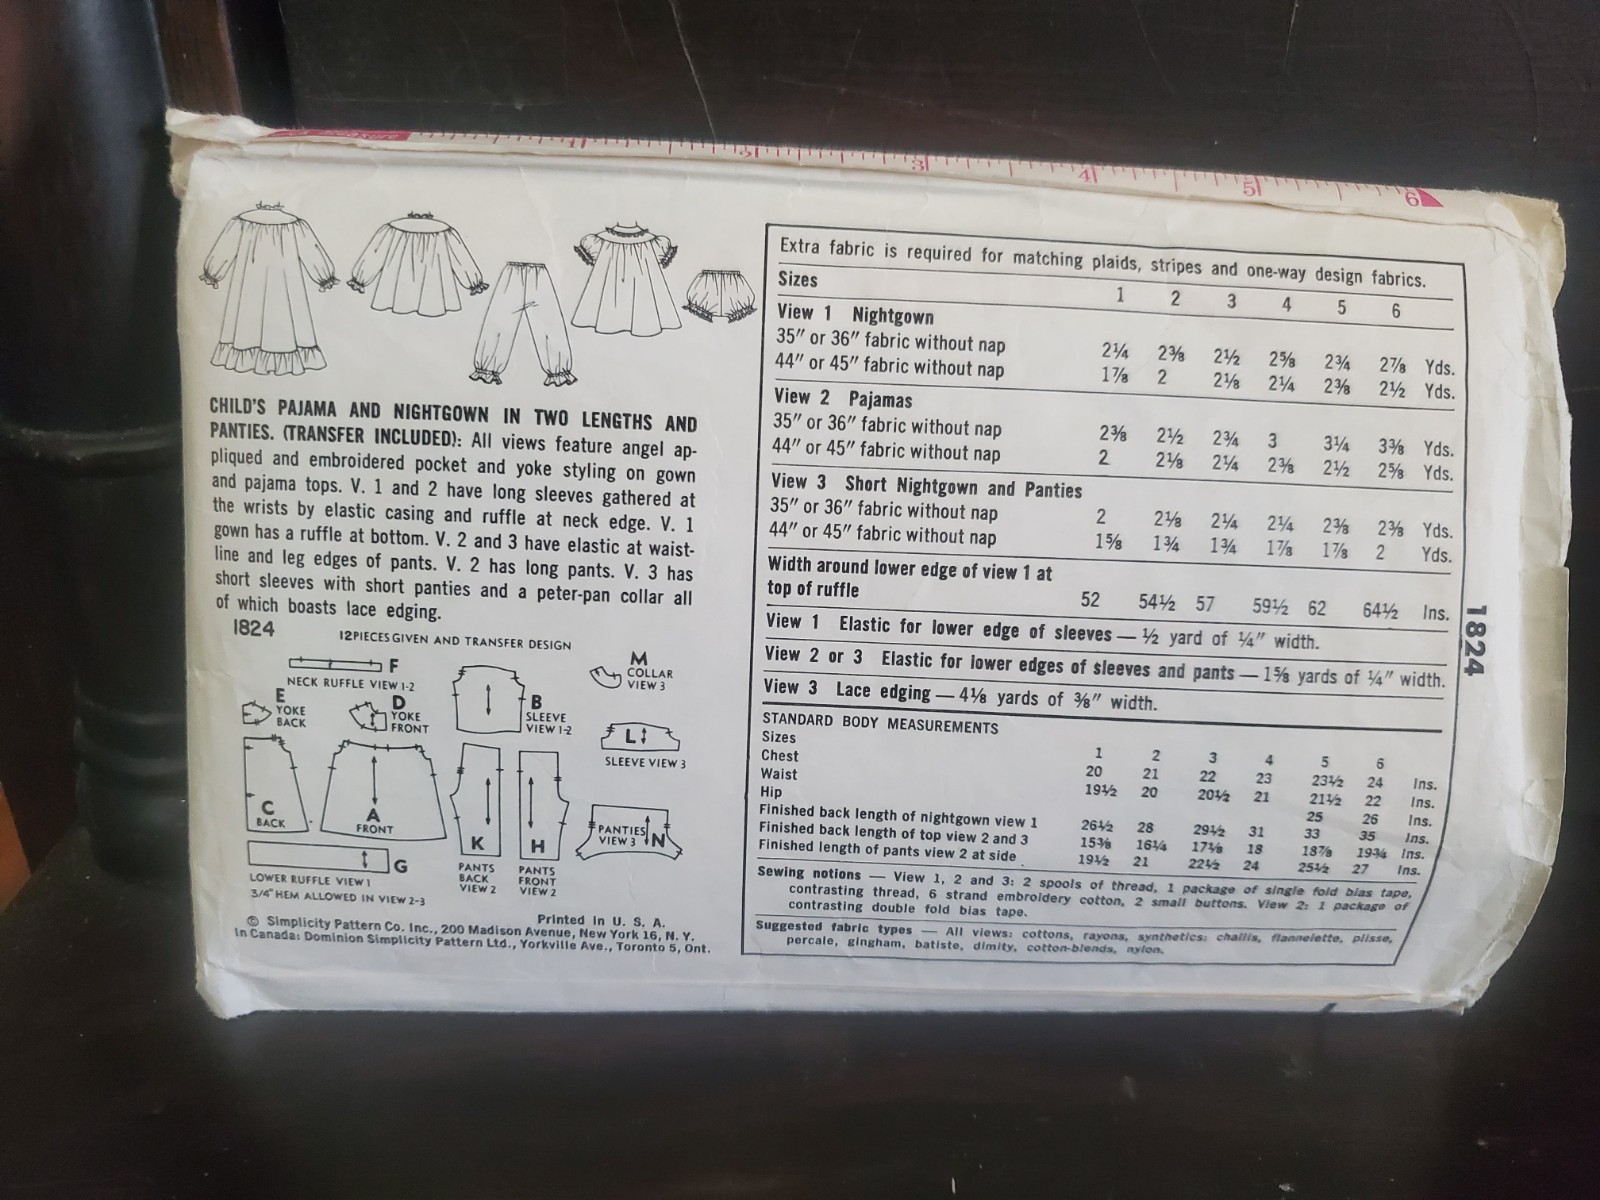 1 2 3 4 5 6
CHILD'S PAJAMA AND NIGHTGOWN IN TWO LENGTHS AND
PANTIES. (TRANSFER INCLUDED): All views feature angel ap-
pliqued and embroidered pocket and yoke styling on gown
and pajama tops. V. 1 and 2 have long sleeves gathered at
the wrists by elastic casing and ruffle at neck edge. V. 1
gown has a ruffle at bottom. V. 2 and 3 have elastic at waist-
line and leg edges of pants. V. 2 has long pants. V. 3 has
short sleeves with short panties and a peter-pan collar all
of which boasts lace edging.
1824
12 PIECES GIVEN AND TRANSFER DESIGN
F
NECK RUFFLE VIEW 1-2
E
YOKE
BACK
D
YOKE
FRONT
B
SLEEVE
VIEW 1-2
M
COLLAR
VIEW 3
L
SLEEVE VIEW 3
C
BACK
A
FRONT
K
PANTS
BACK
VIEW 2
H
PANTS
FRONT
VIEW 2
PANTIES
VIEW 3
N
G
LOWER RUFFLE VIEW 1
3/4" HEM ALLOWED IN VIEW 2-3
Printed in U. S. A.
© Simplicity Pattern Co. Inc., 200 Madison Avenue, New York 16, N. Y.
In Canada: Dominion Simplicity Pattern Ltd., Yorkville Ave., Toronto 5, Ont.
Extra fabric is required for matching plaids, stripes and one-way design fabrics.
Sizes 1 2 3 4 5 6
View 1 Nightgown
35" or 36" fabric without nap 2¼ 2⅜ 2½ 2⅝ 2¾ 2⅞ Yds.
44" or 45" fabric without nap 1⅞ 2 2⅛ 2¼ 2⅜ 2½ Yds.
View 2 Pajamas
35" or 36" fabric without nap 2⅜ 2½ 2¾ 3 3¼ 3⅜ Yds.
44" or 45" fabric without nap 2 2⅛ 2¼ 2⅜ 2½ 2⅝ Yds.
View 3 Short Nightgown and Panties
35" or 36" fabric without nap 2 2⅛ 2¼ 2¼ 2⅜ 2⅜ Yds.
44" or 45" fabric without nap 1⅝ 1¾ 1¾ 1⅞ 1⅞ 2 Yds.
Width around lower edge of view 1 at
top of ruffle 52 54½ 57 59½ 62 64½ Ins.
View 1 Elastic for lower edge of sleeves — ½ yard of ¼" width.
View 2 or 3 Elastic for lower edges of sleeves and pants — 1⅝ yards of ¼" width.
View 3 Lace edging — 4⅛ yards of ⅜" width.
STANDARD BODY MEASUREMENTS
Sizes 1 2 3 4 5 6
Chest 20 21 22 23 23½ 24 Ins.
Waist 19½ 20 20½ 21 21½ 22 Ins.
Hip 25 26 Ins.
Finished back length of nightgown view 1 26½ 28 29½ 31 33 35 Ins.
Finished back length of top view 2 and 3 15⅜ 16¼ 17⅛ 18 18⅞ 19¾ Ins.
Finished length of pants view 2 at side 19½ 21 22½ 24 25½ 27 Ins.
Sewing notions — View 1, 2 and 3: 2 spools of thread, 1 package of single fold bias tape,
contrasting thread, 6 strand embroidery cotton, 2 small buttons. View 2: 1 package of
contrasting double fold bias tape.
Suggested fabric types — All views: cottons, rayons, synthetics: challis, flannelette, plisse,
percale, gingham, batiste, dimity, cotton-blends, nylon.
1824